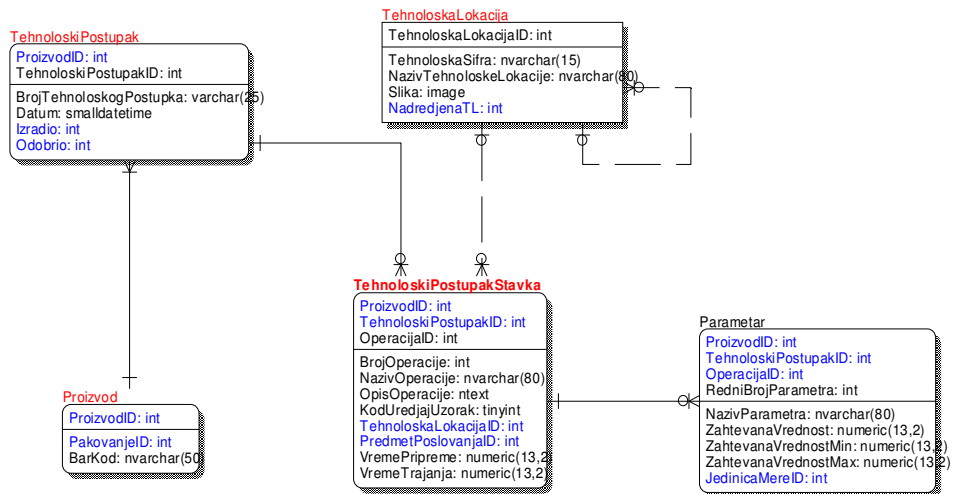 TehnoloskiPostupak
ProizvodID: int
TehnoloskiPostupakID: int
BrojTehnoloskogPostupka: varchar(25)
Datum: smalldatetime
Izradio: int
Odobrio: int
TehnoloskaLokacija
TehnoloskaLokacijaID: int
TehnoloskaSifra: nvarchar(15)
NazivTehnoloskeLokacije: nvarchar(80)
Slika: image
NadredjenaTL: int
Proizvod
ProizvodID: int
PakovanjeID: int
BarKod: nvarchar(50)
TehnoloskiPostupakStavka
ProizvodID: int
TehnoloskiPostupakID: int
OperacijaID: int
BrojOperacije: int
NazivOperacije: nvarchar(80)
OpisOperacije: ntext
KodUredjajUzorak: tinyint
TehnoloskaLokacijaID: int
PredmetPoslovanjaID: int
VremePripreme: numeric(13,2)
VremeTrajanja: numeric(13,2)
Parametar
ProizvodID: int
TehnoloskiPostupakID: int
OperacijaID: int
RedniBrojParametra: int
NazivParametra: nvarchar(80)
ZahtevanaVrednost: numeric(13,2)
ZahtevanaVrednostMin: numeric(13,2)
ZahtevanaVrednostMax: numeric(13,2)
JedinicaMereID: int